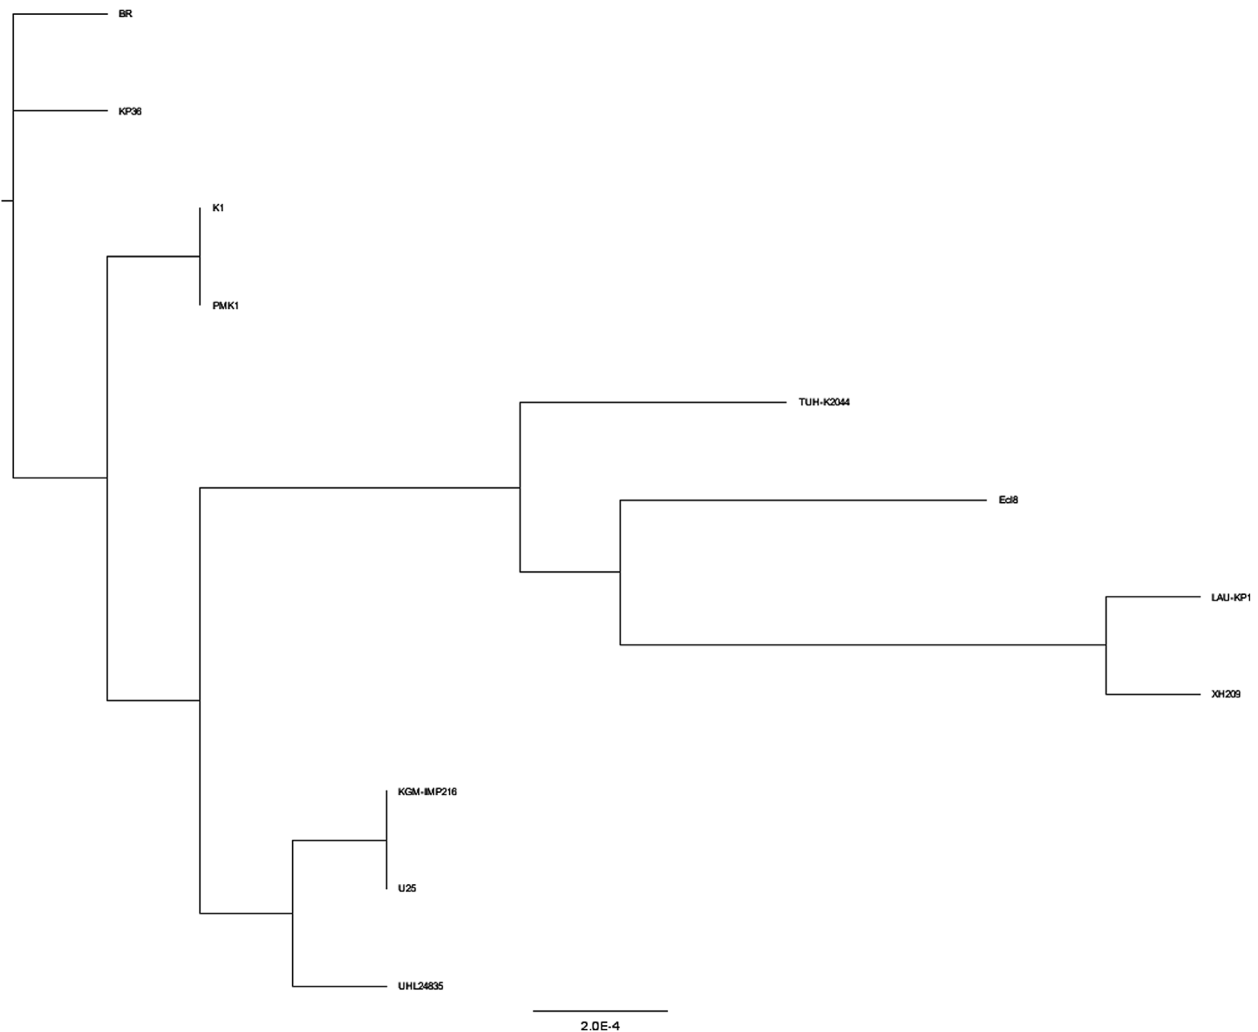 BR
KP36
K1
PMK1
TUH-K2044
Ecl8
LAU-KP1
XH209
KGM-IMP216
U25
UHL24835
2.0E-4